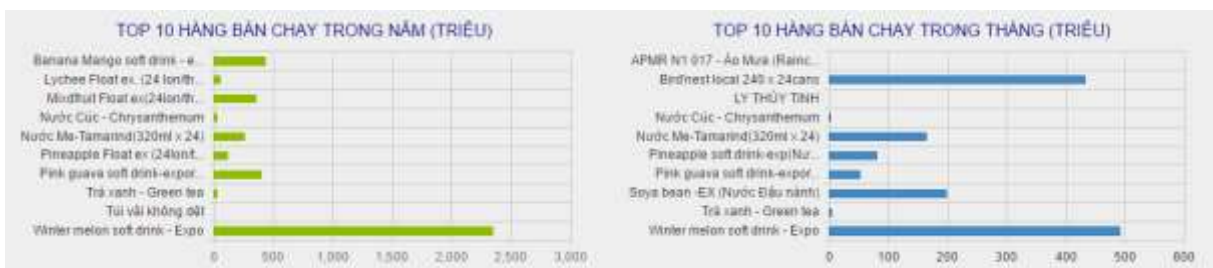 TOP 10 HÀNG BÁN CHẠY TRONG NĂM (TRIỆU)
Banana Mango soft drink - e...
Lychee Float ex. (24 lon/th...
Mixdfruit Float ex(24lon/th...
Nước Cúc - Chrysanthemum
Nước Me-Tamarind(320ml x 24)
Pineapple Float ex (24lon/t...
Pink guava soft drink-expor...
Trà xanh - Green tea
Túi vải không dệt
Winter melon soft drink - Expo
0 500 1,000 1,500 2,000 2,500 3,000
TOP 10 HÀNG BÁN CHẠY TRONG THÁNG (TRIỆU)
APMR N1 017 - Áo Mưa (Rainc...
Bird'nest local 240 x 24cans
LY THỦY TINH
Nước Cúc - Chrysanthemum
Nước Me-Tamarind(320ml x 24)
Pineapple soft drink-exp(Nư...
Pink guava soft drink-expor...
Soya bean -EX (Nước Đậu nành)
Trà xanh - Green tea
Winter melon soft drink - Expo
0 100 200 300 400 500 600